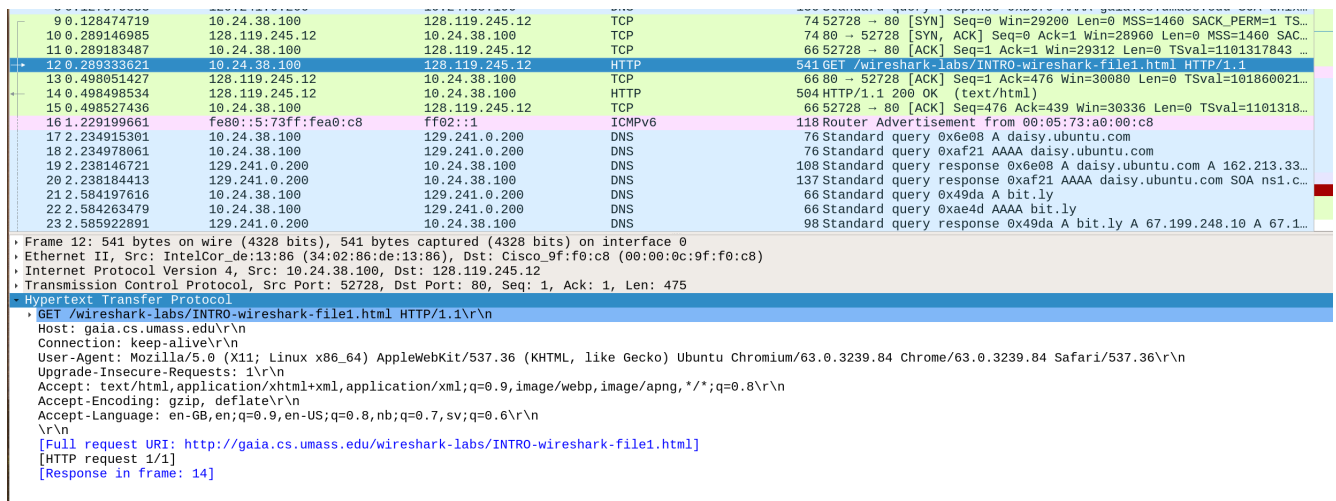 9 0.128474719 10.24.38.100 128.119.245.12 TCP 74 52728 → 80 [SYN] Seq=0 Win=29200 Len=0 MSS=1460 SACK_PERM=1 TS…
10 0.289146985 128.119.245.12 10.24.38.100 TCP 74 80 → 52728 [SYN, ACK] Seq=0 Ack=1 Win=28960 Len=0 MSS=1460 SAC…
11 0.289183487 10.24.38.100 128.119.245.12 TCP 66 52728 → 80 [ACK] Seq=1 Ack=1 Win=29312 Len=0 TSval=1101317843 …
12 0.289333621 10.24.38.100 128.119.245.12 HTTP 541 GET /wireshark-labs/INTRO-wireshark-file1.html HTTP/1.1
13 0.498051427 128.119.245.12 10.24.38.100 TCP 66 80 → 52728 [ACK] Seq=1 Ack=476 Win=30080 Len=0 TSval=101860021…
14 0.498498534 128.119.245.12 10.24.38.100 HTTP 504 HTTP/1.1 200 OK (text/html)
15 0.498527436 10.24.38.100 128.119.245.12 TCP 66 52728 → 80 [ACK] Seq=476 Ack=439 Win=30336 Len=0 TSval=1101318…
16 1.229199661 fe80::5:73ff:fea0:c8 ff02::1 ICMPv6 118 Router Advertisement from 00:05:73:a0:00:c8
17 2.234915301 10.24.38.100 129.241.0.200 DNS 76 Standard query 0x6e08 A daisy.ubuntu.com
18 2.234978061 10.24.38.100 129.241.0.200 DNS 76 Standard query 0xaf21 AAAA daisy.ubuntu.com
19 2.238146721 129.241.0.200 10.24.38.100 DNS 108 Standard query response 0x6e08 A daisy.ubuntu.com A 162.213.33…
20 2.238184413 129.241.0.200 10.24.38.100 DNS 137 Standard query response 0xaf21 AAAA daisy.ubuntu.com SOA ns1.c…
21 2.584197616 10.24.38.100 129.241.0.200 DNS 66 Standard query 0x49da A bit.ly
22 2.584263479 10.24.38.100 129.241.0.200 DNS 66 Standard query 0xae4d AAAA bit.ly
23 2.585922891 129.241.0.200 10.24.38.100 DNS 98 Standard query response 0x49da A bit.ly A 67.199.248.10 A 67.1…
Frame 12: 541 bytes on wire (4328 bits), 541 bytes captured (4328 bits) on interface 0
Ethernet II, Src: IntelCor_de:13:86 (34:02:86:de:13:86), Dst: Cisco_9f:f0:c8 (00:00:0c:9f:f0:c8)
Internet Protocol Version 4, Src: 10.24.38.100, Dst: 128.119.245.12
Transmission Control Protocol, Src Port: 52728, Dst Port: 80, Seq: 1, Ack: 1, Len: 475
Hypertext Transfer Protocol
GET /wireshark-labs/INTRO-wireshark-file1.html HTTP/1.1\r\n
Host: gaia.cs.umass.edu\r\n
Connection: keep-alive\r\n
User-Agent: Mozilla/5.0 (X11; Linux x86_64) AppleWebKit/537.36 (KHTML, like Gecko) Ubuntu Chromium/63.0.3239.84 Chrome/63.0.3239.84 Safari/537.36\r\n
Upgrade-Insecure-Requests: 1\r\n
Accept: text/html,application/xhtml+xml,application/xml;q=0.9,image/webp,image/apng,*/*;q=0.8\r\n
Accept-Encoding: gzip, deflate\r\n
Accept-Language: en-GB,en;q=0.9,en-US;q=0.8,nb;q=0.7,sv;q=0.6\r\n
\r\n
[Full request URI: http://gaia.cs.umass.edu/wireshark-labs/INTRO-wireshark-file1.html]
[HTTP request 1/1]
[Response in frame: 14]